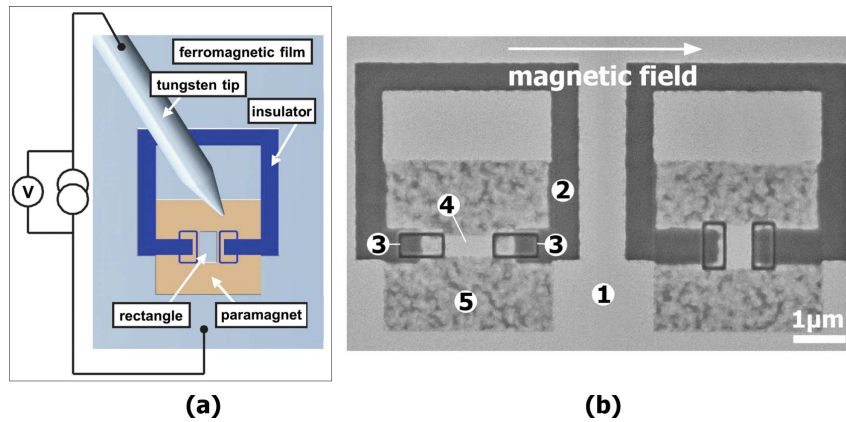 ferromagnetic film
tungsten tip
insulator
V
rectangle
paramagnet
(a)
magnetic field
2
4
3
3
5
1
1µm
(b)